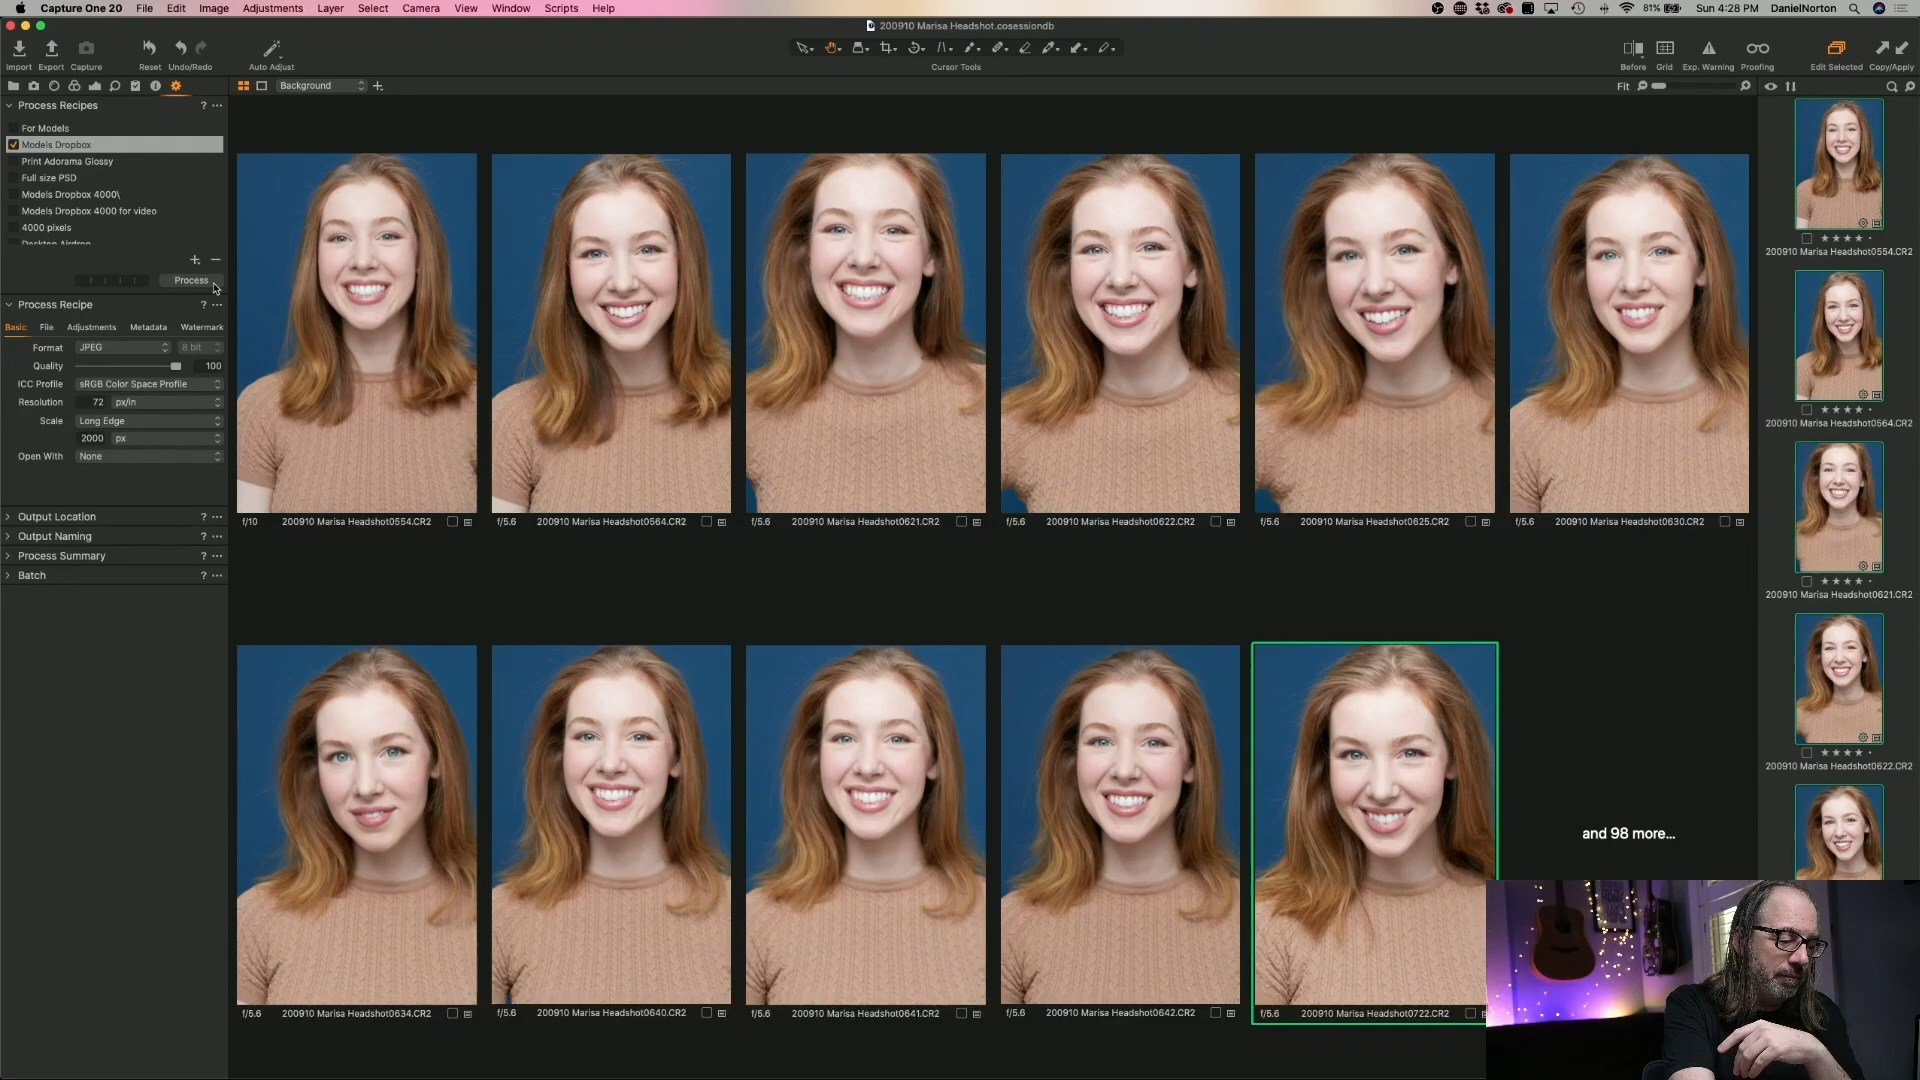 Capture One 20 File Edit Image Adjustments Layer Select Camera View Window Scripts Help
81% Sun 4:28 PM DanielNorton
200910 Marisa Headshot.cosessiondb
Import Export Capture Reset Undo/Redo Auto Adjust
Cursor Tools
Before Grid Exp. Warning Proofing Edit Selected Copy/Apply
Background
Fit
Process Recipes ? ...
For Models
Models Dropbox
Print Adorama Glossy
Full size PSD
Models Dropbox 4000\
Models Dropbox 4000 for video
4000 pixels
Desktop Airdrop
Process
Process Recipe ? ...
Basic File Adjustments Metadata Watermark
Format JPEG 8 bit
Quality 100
ICC Profile sRGB Color Space Profile
Resolution 72 px/in
Scale Long Edge
2000 px
Open With None
Output Location ? ...
Output Naming ? ...
Process Summary ? ...
Batch ? ...
f/10 200910 Marisa Headshot0554.CR2
f/5.6 200910 Marisa Headshot0564.CR2
f/5.6 200910 Marisa Headshot0621.CR2
f/5.6 200910 Marisa Headshot0622.CR2
f/5.6 200910 Marisa Headshot0625.CR2
f/5.6 200910 Marisa Headshot0630.CR2
f/5.6 200910 Marisa Headshot0634.CR2
f/5.6 200910 Marisa Headshot0640.CR2
f/5.6 200910 Marisa Headshot0641.CR2
f/5.6 200910 Marisa Headshot0642.CR2
f/5.6 200910 Marisa Headshot0722.CR2
and 98 more...
200910 Marisa Headshot0554.CR2
200910 Marisa Headshot0564.CR2
200910 Marisa Headshot0621.CR2
200910 Marisa Headshot0622.CR2